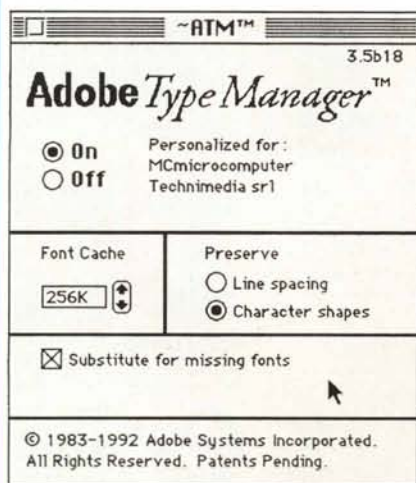 ~ATM™
3.5b18
Adobe Type Manager™
On
Off
Personalized for:
MCmicrocomputer
Technimedia srl
Font Cache
256K
Preserve
Line spacing
Character shapes
Substitute for missing fonts
© 1983-1992 Adobe Systems Incorporated.
All Rights Reserved. Patents Pending.